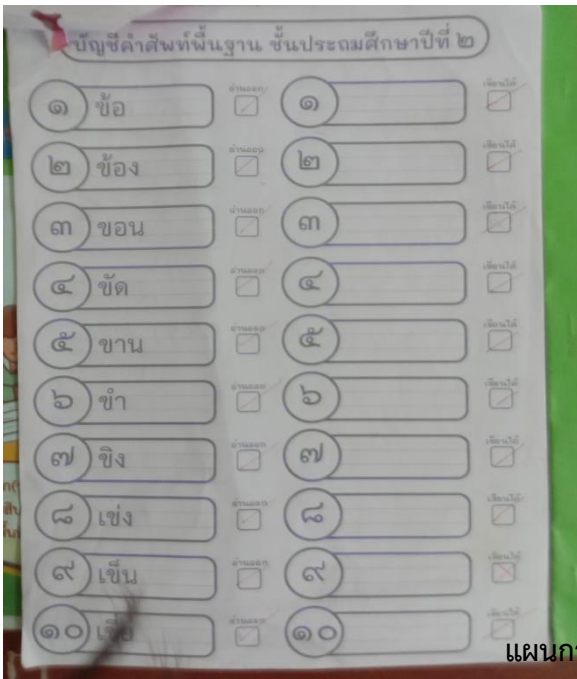 บัญชีคำศัพท์พื้นฐาน ชั้นประถมศึกษาปีที่ ๒
๑ ข้อ อ่านออก ๑ เขียนได้
๒ ข้อง อ่านออก ๒ เขียนได้
๓ ขอน อ่านออก ๓ เขียนได้
๔ ขัด อ่านออก ๔ เขียนได้
๕ ขาน อ่านออก ๕ เขียนได้
๖ ขำ อ่านออก ๖ เขียนได้
๗ ขิง อ่านออก ๗ เขียนได้
๘ เข่ง อ่านออก ๘ เขียนได้
๙ เข็น อ่านออก ๙ เขียนได้
๑๐ อ่านออก ๑๐ เขียนได้